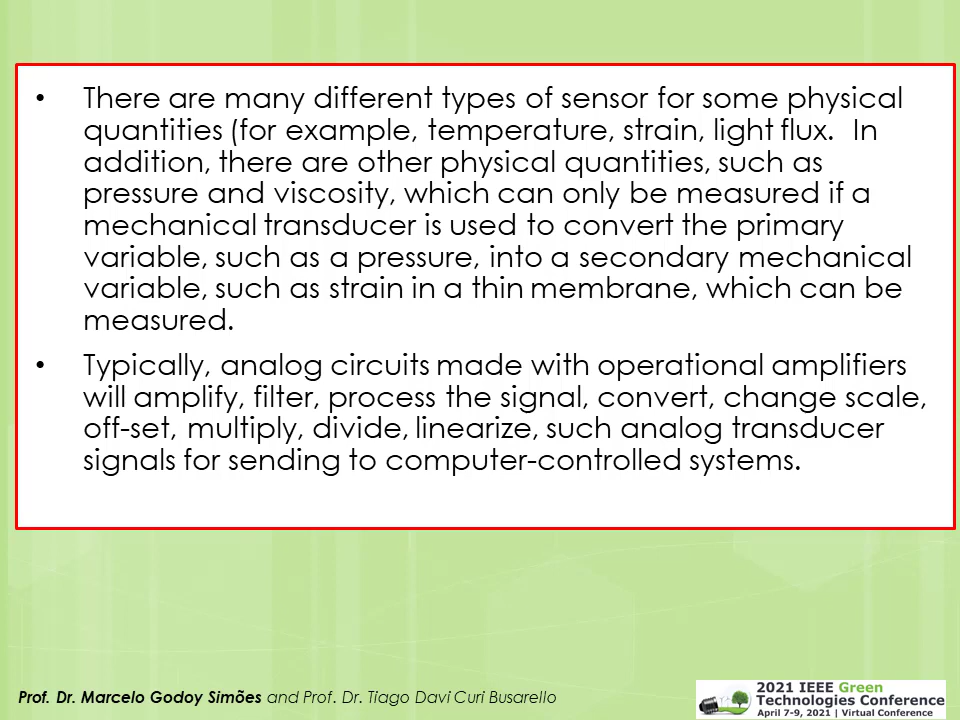 • There are many different types of sensor for some physical
quantities (for example, temperature, strain, light flux.  In
addition, there are other physical quantities, such as
pressure and viscosity, which can only be measured if a
mechanical transducer is used to convert the primary
variable, such as a pressure, into a secondary mechanical
variable, such as strain in a thin membrane, which can be
measured.
• Typically, analog circuits made with operational amplifiers
will amplify, filter, process the signal, convert, change scale,
off-set, multiply, divide, linearize, such analog transducer
signals for sending to computer-controlled systems.
Prof. Dr. Marcelo Godoy Simões and Prof. Dr. Tiago Davi Curi Busarello
2021 IEEE Green
Technologies Conference
April 7-9, 2021 | Virtual Conference